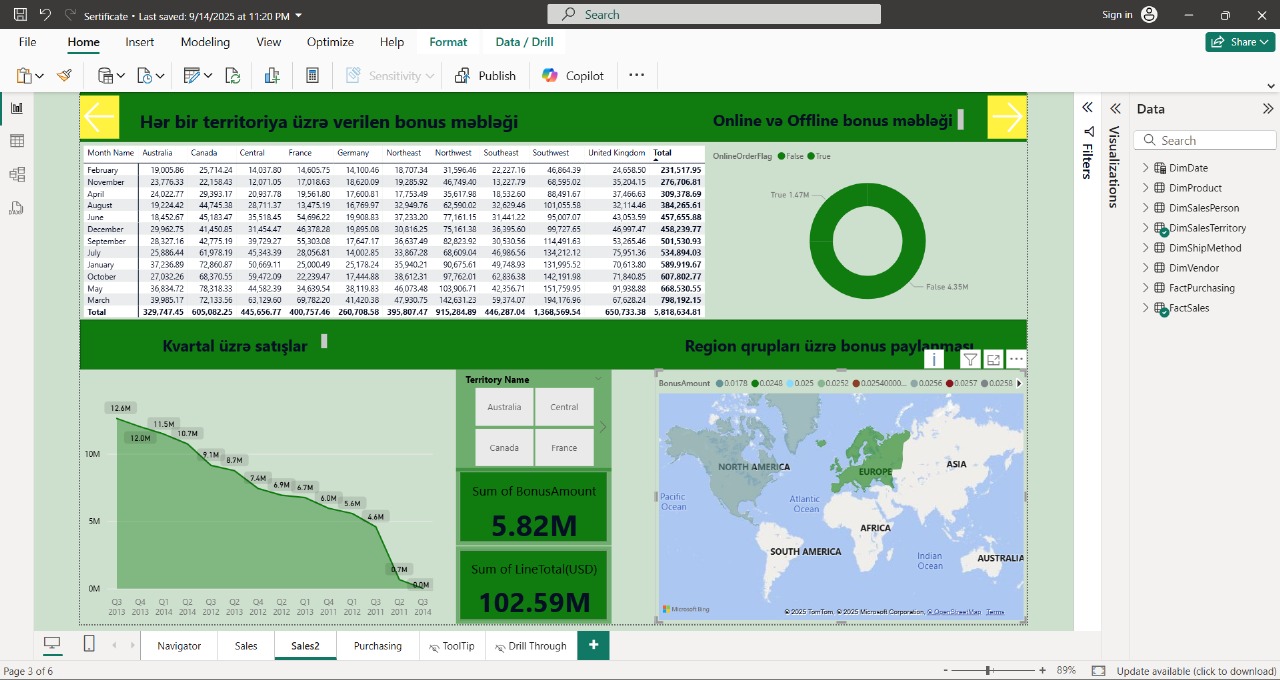 Sertificate • Last saved: 9/14/2025 at 11:20 PM
Search
Sign in
File Home Insert Modeling View Optimize Help Format Data / Drill
Share
Sensitivity Publish Copilot
Hər bir territoriya üzrə verilen bonus məbləği
Online və Offline bonus məbləği
Month Name Australia Canada Central France Germany Northeast Northwest Southeast Southwest United Kingdom Total
February 19,005.86 25,714.24 14,037.80 14,605.75 14,100.46 18,707.34 31,596.46 22,227.16 46,864.39 24,658.50 231,517.95
November 23,776.33 22,158.43 12,071.05 17,018.63 18,620.09 19,285.92 46,749.40 13,227.79 68,595.02 35,204.15 276,706.81
April 24,022.77 29,393.17 20,937.78 19,561.80 17,600.81 17,753.49 35,617.98 18,532.60 88,491.67 37,466.63 309,378.69
August 19,224.42 44,745.38 28,711.37 13,475.19 16,769.97 32,949.76 62,590.02 32,629.46 101,055.98 32,114.46 384,265.61
June 18,452.67 45,183.47 35,518.45 54,696.22 19,908.83 37,233.20 77,161.15 31,441.22 95,007.07 43,053.59 457,655.88
December 29,962.75 41,450.85 31,454.47 46,378.28 19,895.08 30,816.25 75,161.38 36,395.60 99,727.65 46,997.47 458,239.77
September 28,327.16 42,775.19 39,729.27 55,303.08 17,647.17 36,637.49 82,823.92 30,530.56 114,491.63 53,265.46 501,530.93
July 25,886.44 61,978.19 45,343.39 28,056.81 14,002.85 33,867.28 68,609.04 46,986.56 134,212.12 75,951.36 534,894.03
January 37,236.89 72,860.87 50,669.11 25,000.49 25,178.24 35,940.21 90,675.61 49,748.93 131,995.52 70,613.80 589,919.67
October 27,032.26 68,370.55 59,472.09 22,239.47 17,444.88 38,612.31 97,762.01 62,836.38 142,191.98 71,840.85 607,802.77
May 36,834.72 78,318.33 44,582.39 34,639.54 38,119.83 46,073.48 103,906.71 42,356.71 151,759.95 91,938.88 668,530.55
March 39,985.17 72,133.59 63,129.60 69,782.20 41,420.38 47,930.75 142,631.23 59,374.07 194,176.96 67,628.24 798,192.15
Total 329,747.45 605,082.25 445,656.77 400,757.46 260,708.58 395,807.47 915,284.89 446,287.04 1,368,569.54 650,733.38 5,818,634.81
OnlineOrderFlag False True
True 1.47M
False 4.35M
Kvartal üzrə satışlar
Region qrupları üzrə bonus paylanması
12.6M
12.0M
11.5M
10.7M
9.1M
8.7M
7.4M
6.9M
6.7M
6.0M
5.6M
4.6M
0.7M
0.0M
10M
5M
0M
Q3 Q4 Q1 Q2 Q3 Q2 Q4 Q2 Q1 Q4 Q1 Q3 Q2 Q3
2013 2013 2014 2013 2012 2012 2012 2013 2012 2011 2011 2014
Territory Name
Australia Central
Canada France
Sum of BonusAmount
5.82M
Sum of LineTotal(USD)
102.59M
BonusAmount 0.0178 0.0248 0.025 0.0252 0.02540000... 0.0256 0.0257 0.0258
NORTH AMERICA
EUROPE
ASIA
Pacific
Ocean
Atlantic
Ocean
AFRICA
SOUTH AMERICA
Indian
Ocean
AUSTRALIA
Microsoft Bing
© 2025 TomTom, © 2025 Microsoft Corporation, © OpenStreetMap Terms
Filters
Visualizations
Data
Search
DimDate
DimProduct
DimSalesPerson
DimSalesTerritory
DimShipMethod
DimVendor
FactPurchasing
FactSales
Navigator Sales Sales2 Purchasing ToolTip Drill Through
Page 3 of 6
89%
Update available (click to download)